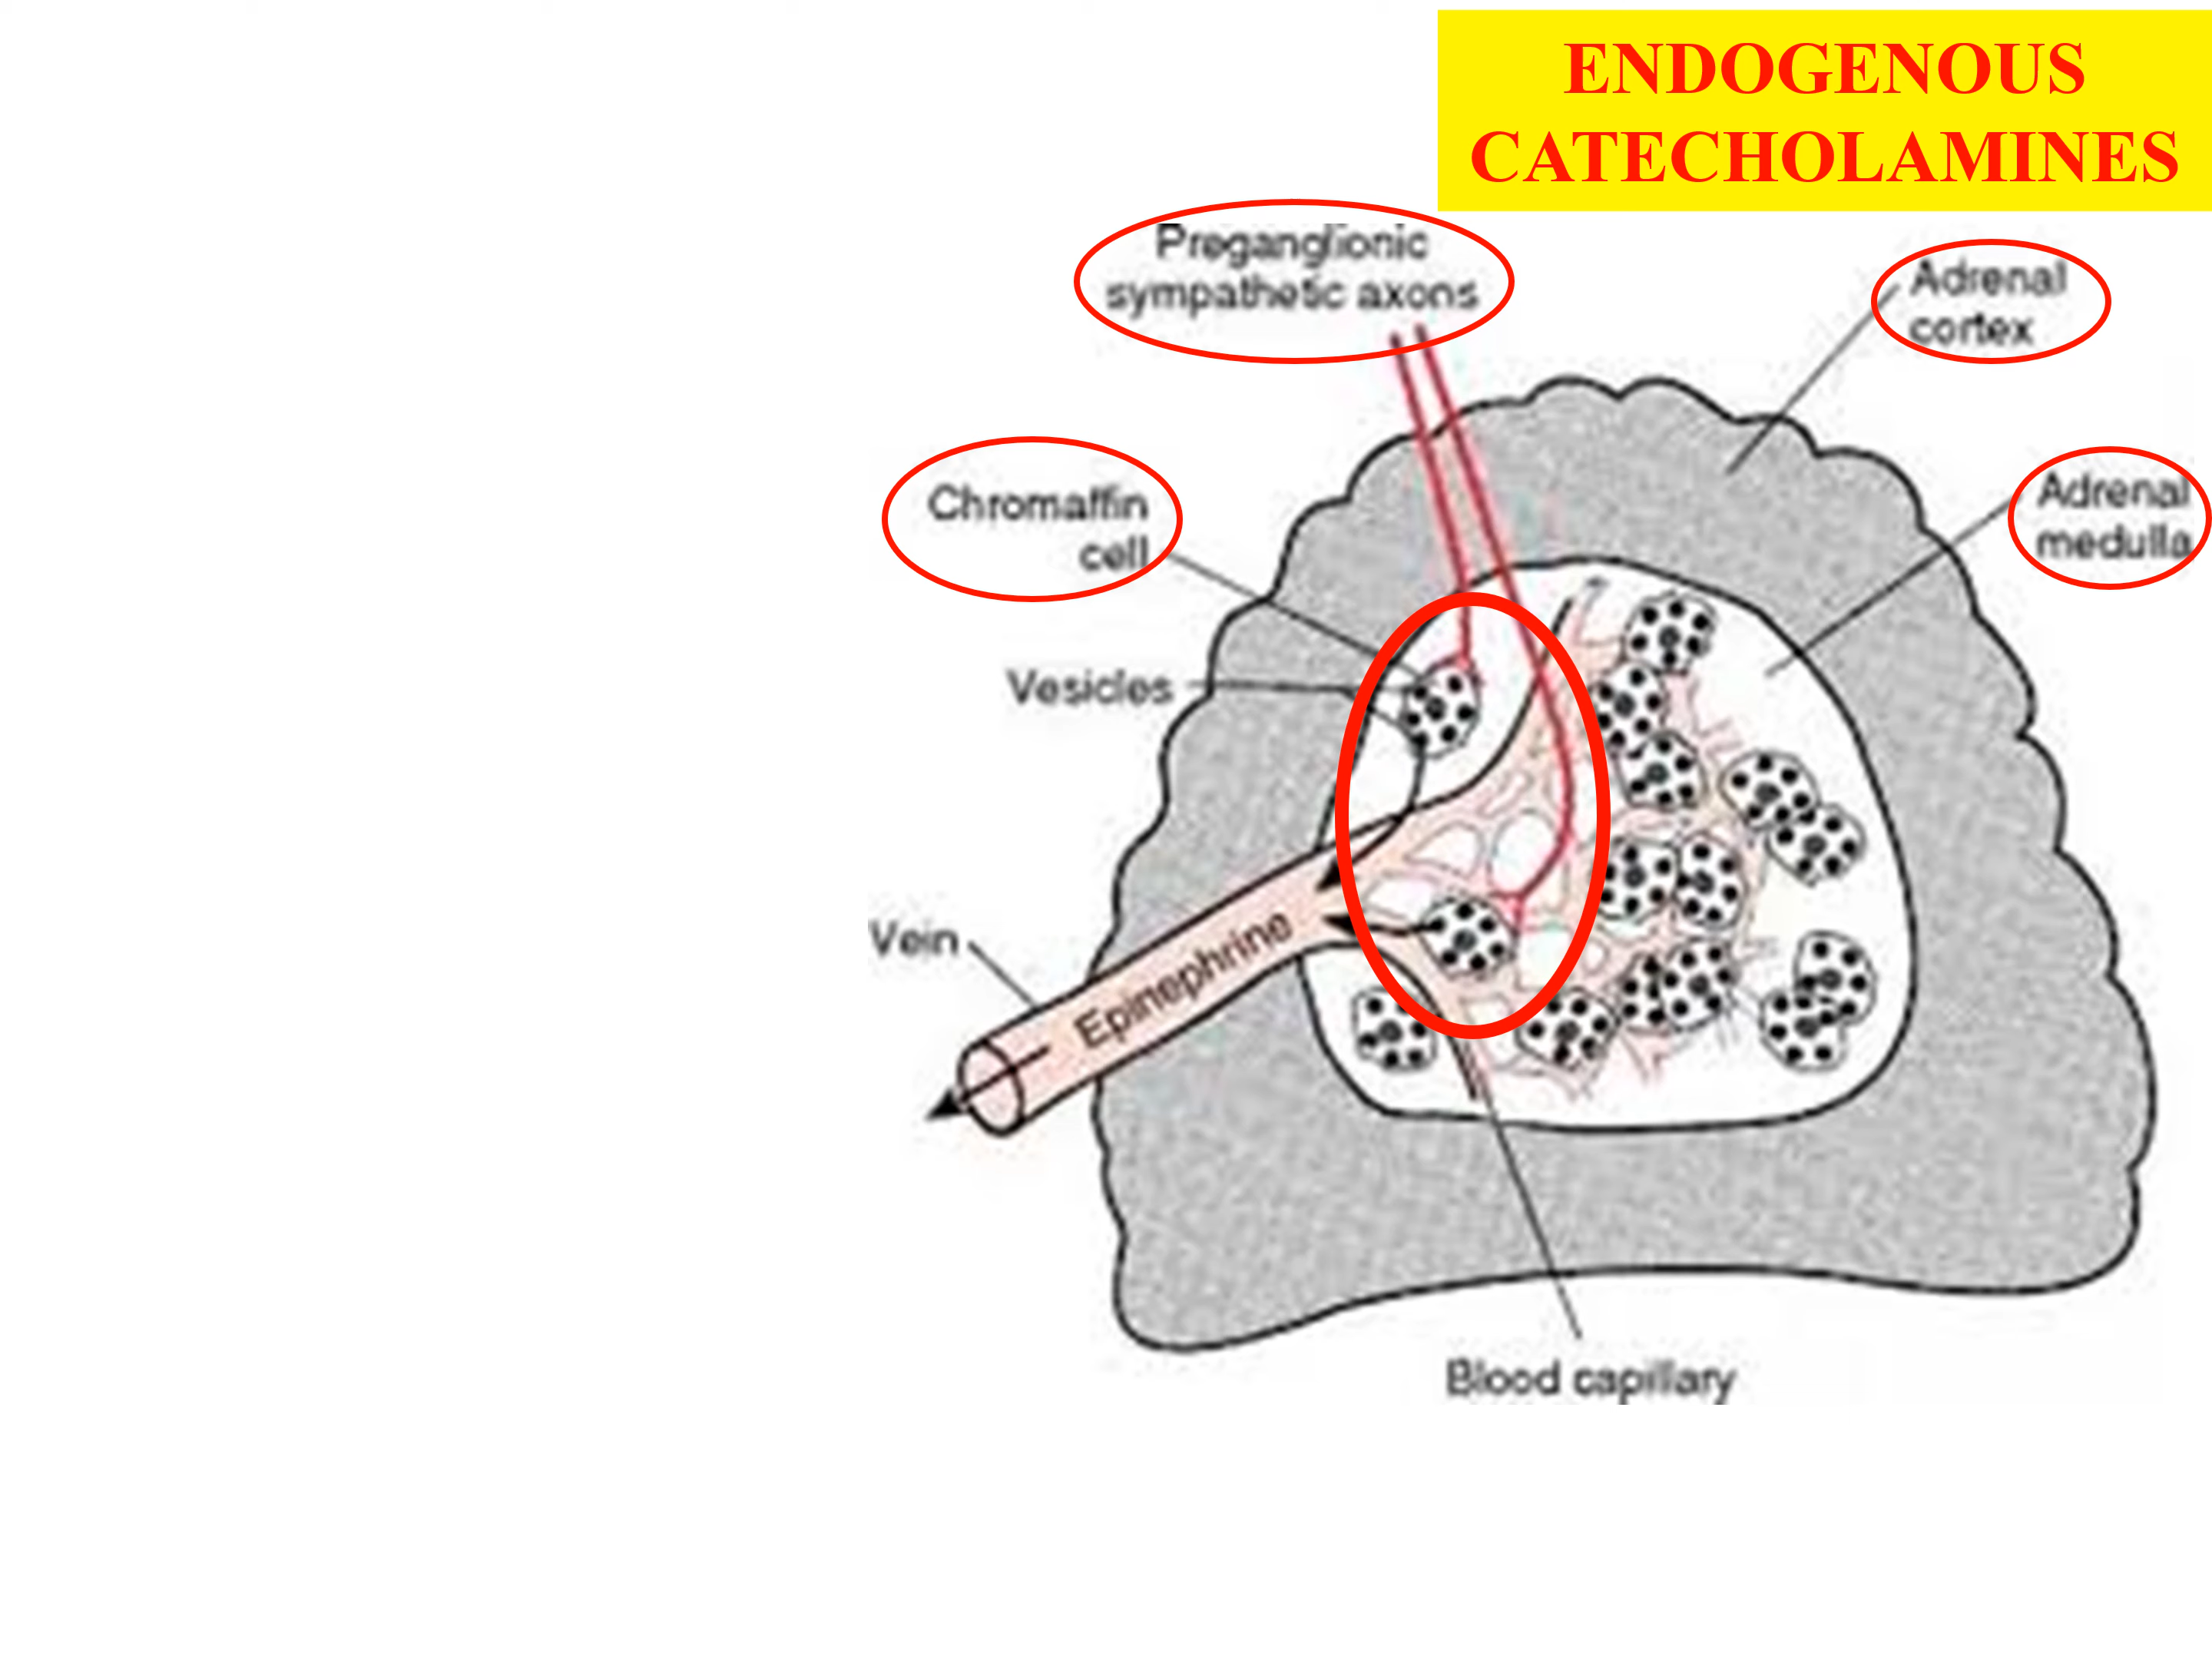 ENDOGENOUS
CATECHOLAMINES
Preganglionic
sympathetic axons
Adrenal
cortex
Chromaffin
cell
Adrenal
medulla
Vesicles
Vein
Epinephrine
Blood capillary